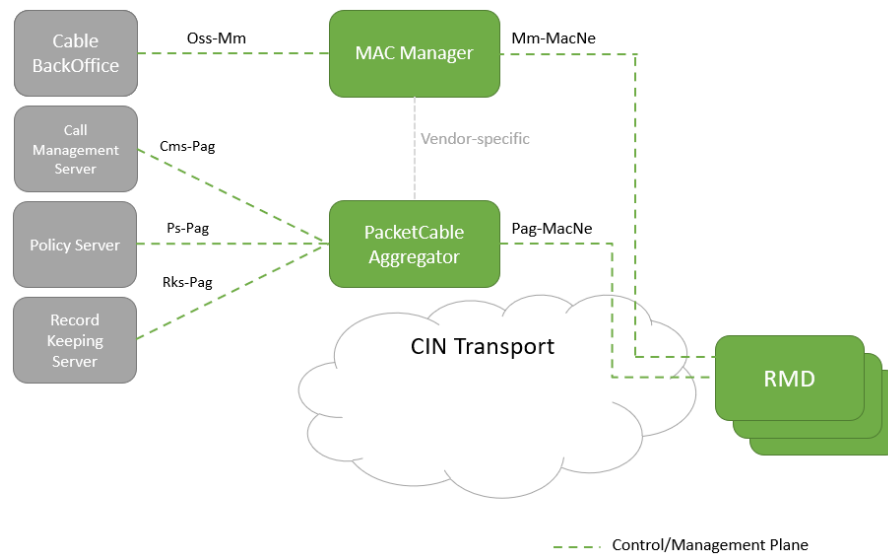 Cable
BackOffice
Oss-Mm
MAC Manager
Mm-MacNe
Call
Management
Server
Cms-Pag
Vendor-specific
Policy Server
Ps-Pag
PacketCable
Aggregator
Pag-MacNe
Rks-Pag
Record
Keeping
Server
CIN Transport
RMD
Control/Management Plane